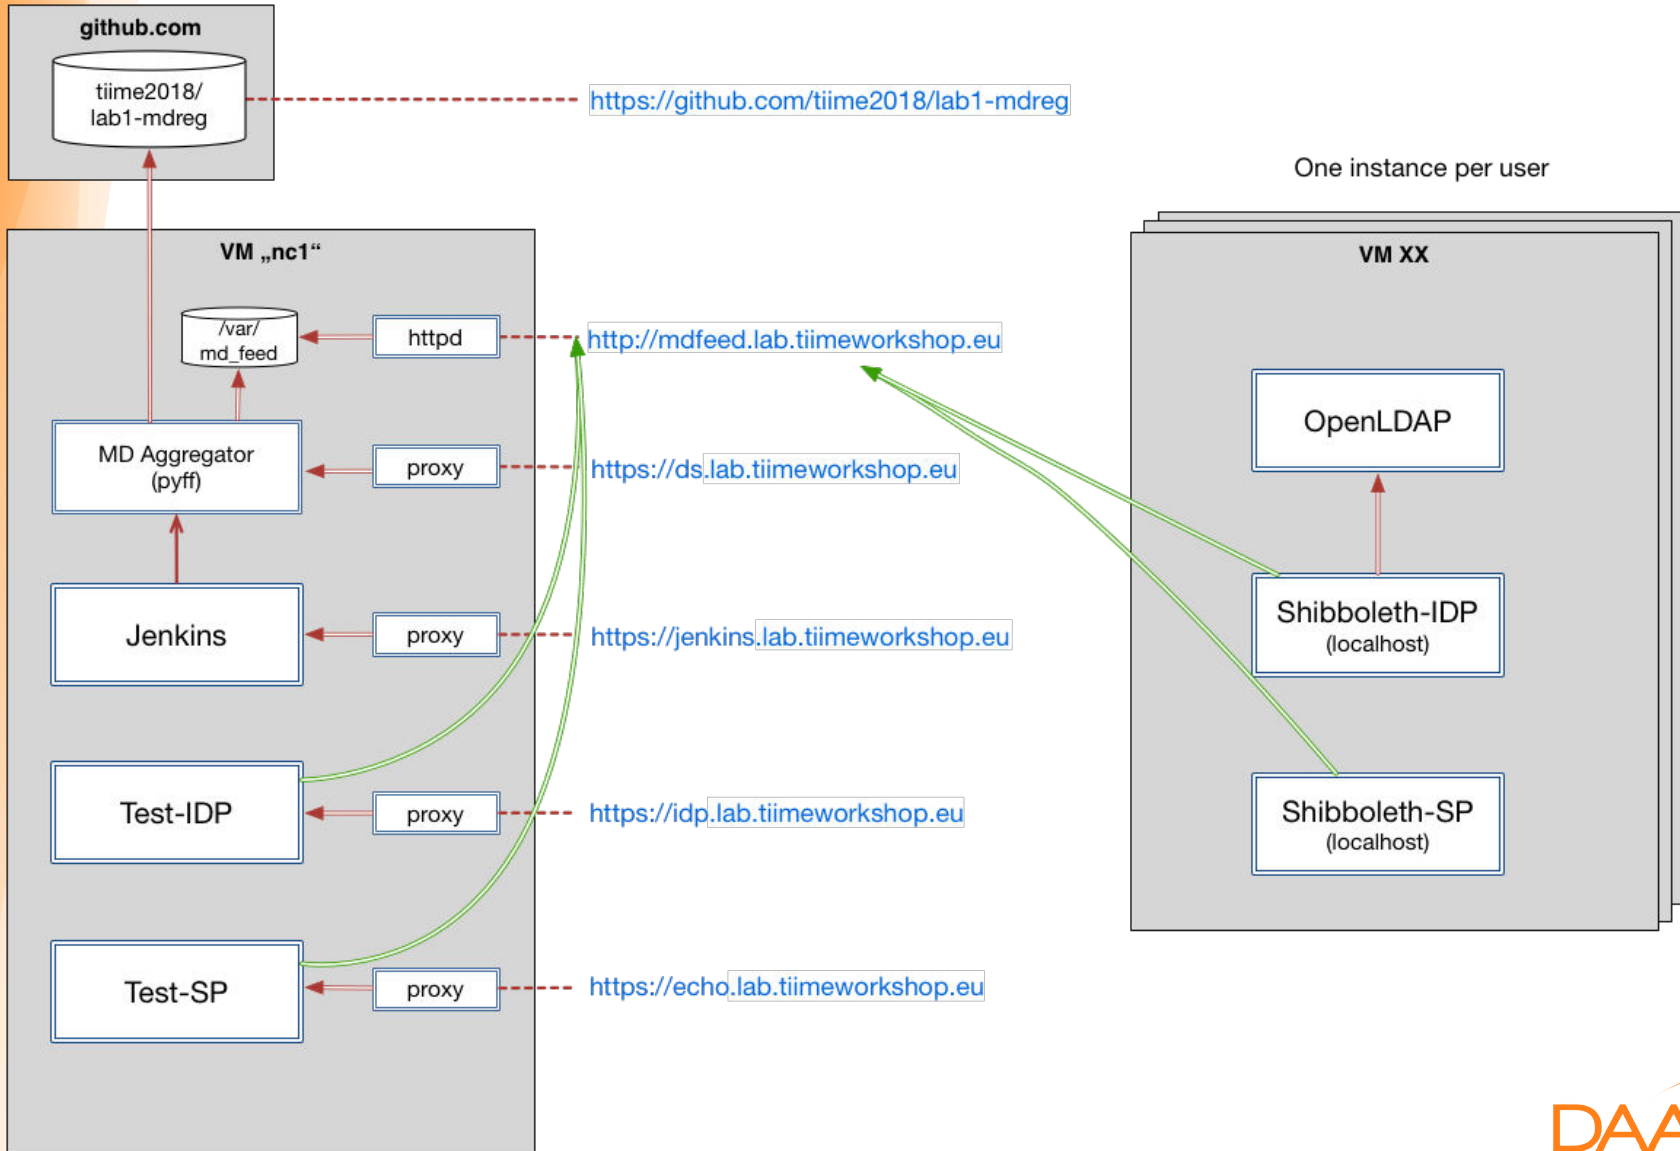 github.com
tiime2018/
lab1-mdreg
https://github.com/tiime2018/lab1-mdreg
One instance per user
VM „nc1“
/var/
md_feed
httpd
http://mdfeed.lab.tiimeworkshop.eu
MD Aggregator
(pyff)
proxy
https://ds.lab.tiimeworkshop.eu
Jenkins
proxy
https://jenkins.lab.tiimeworkshop.eu
Test-IDP
proxy
https://idp.lab.tiimeworkshop.eu
Test-SP
proxy
https://echo.lab.tiimeworkshop.eu
VM XX
OpenLDAP
Shibboleth-IDP
(localhost)
Shibboleth-SP
(localhost)